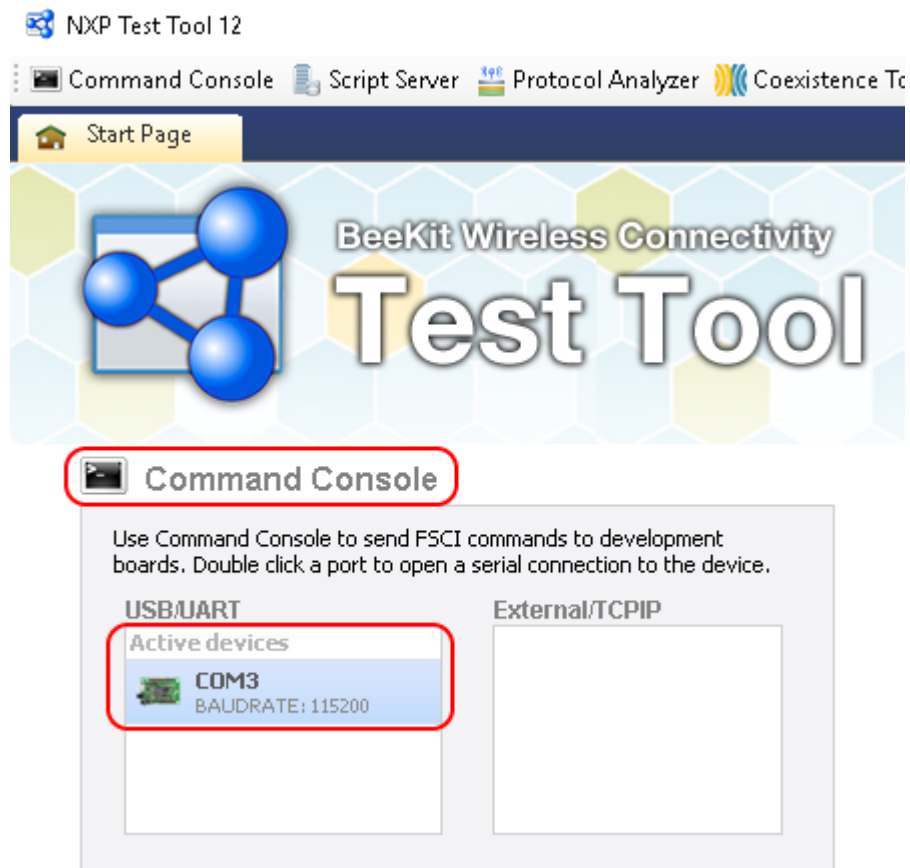 NXP Test Tool 12
Command Console Script Server Protocol Analyzer Coexistence To
Start Page
BeeKit Wireless Connectivity
Test Tool
Command Console
Use Command Console to send FSCI commands to development
boards. Double click a port to open a serial connection to the device.
USB/UART External/TCPIP
Active devices
COM3
BAUDRATE: 115200